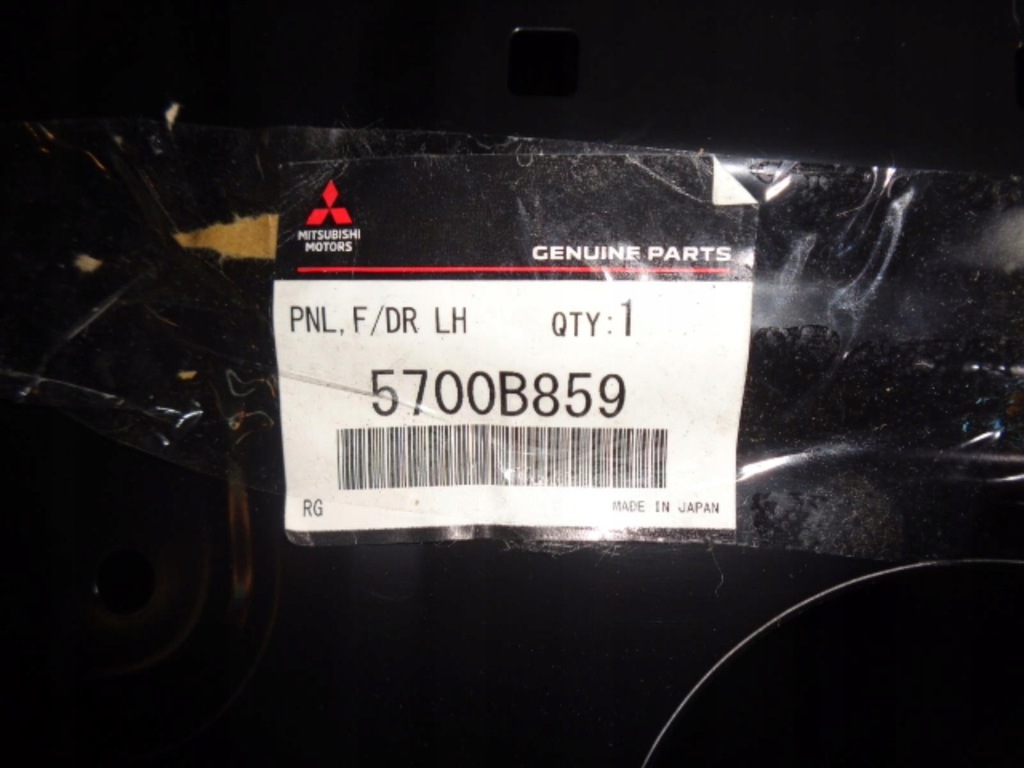 MITSUBISHI
MOTORS
GENUINE PARTS
PNL, F/DR LH QTY:1
5700B859
RG MADE IN JAPAN